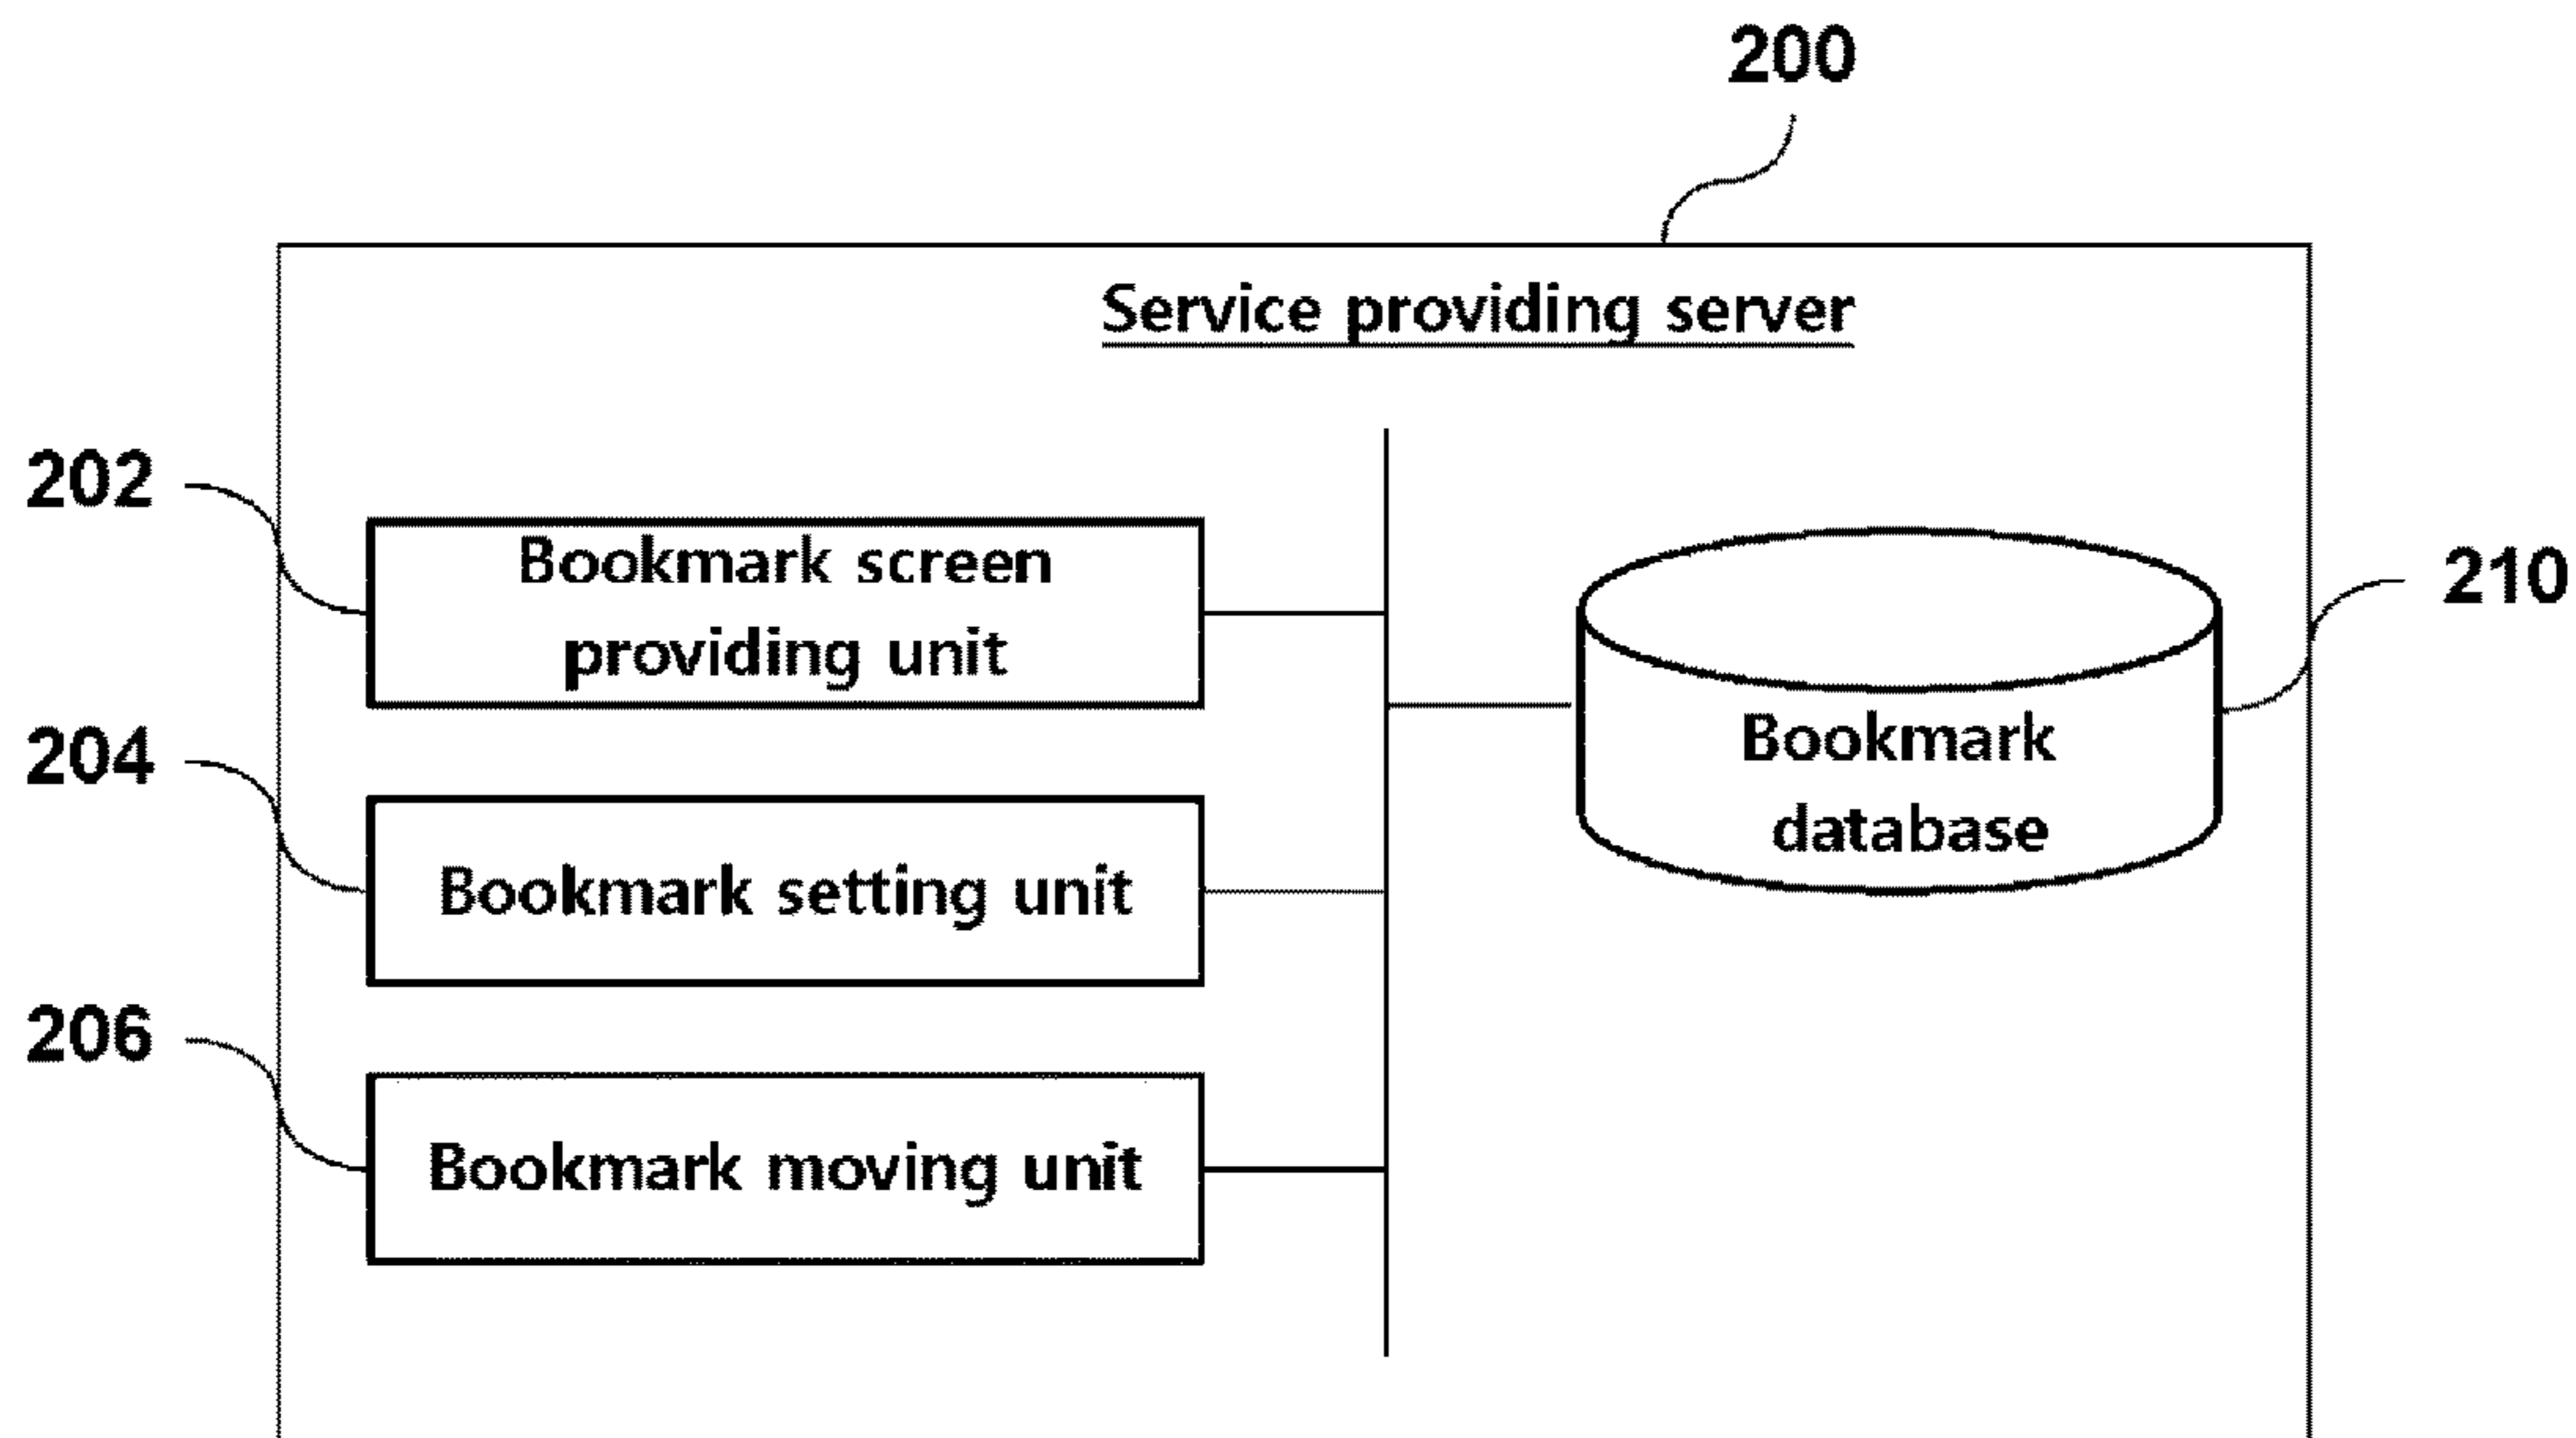 200
Service providing server
202
Bookmark screen
providing unit
210
Bookmark
database
204
Bookmark setting unit
206
Bookmark moving unit